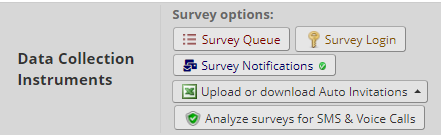 Survey options:
Survey Queue
Survey Login
Data Collection
Instruments
Survey Notifications
Upload or download Auto Invitations
Analyze surveys for SMS & Voice Calls